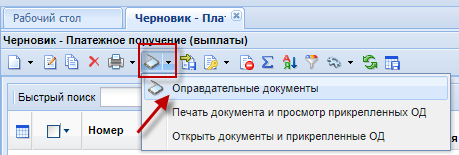 Рабочий стол
Черновик - Плат
Черновик - Платежное поручение (выплаты)
Быстрый поиск
Оправдательные документы
Номер
Печать документа и просмотр прикрепленных ОД
Открыть документы и прикрепленные ОД